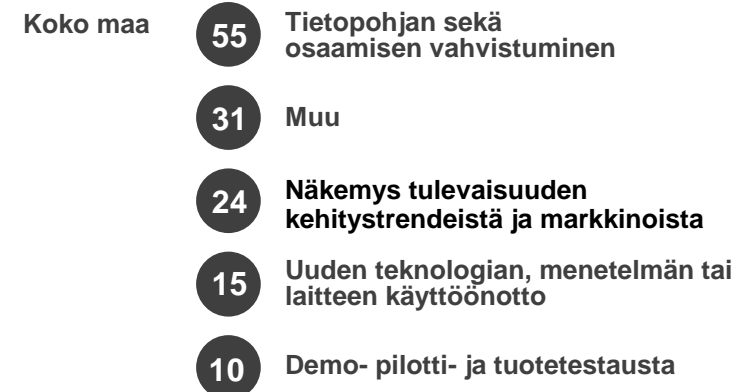 Koko maa
55
Tietopohjan sekä
osaamisen vahvistuminen
31
Muu
24
Näkemys tulevaisuuden
kehitystrendeistä ja markkinoista
15
Uuden teknologian, menetelmän tai
laitteen käyttöönotto
10
Demo- pilotti- ja tuotetestausta